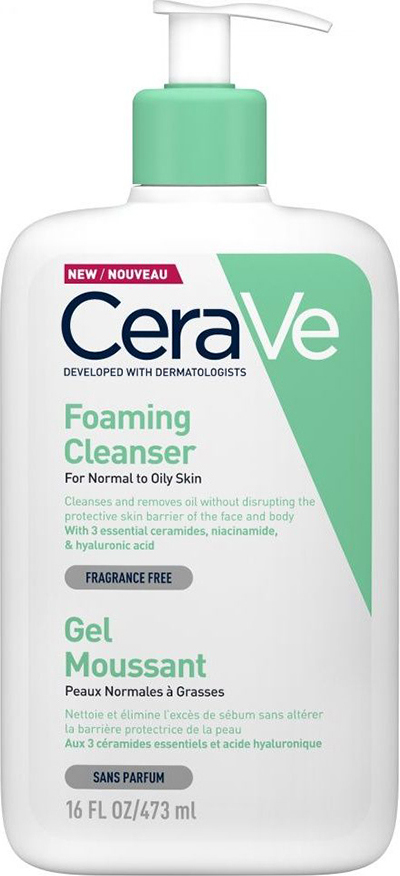 NEW / NOUVEAU
CeraVe
DEVELOPED WITH DERMATOLOGISTS
Foaming
Cleanser
For Normal to Oily Skin
Cleanses and removes oil without disrupting the
protective skin barrier of the face and body
With 3 essential ceramides, niacinamide,
& hyaluronic acid
FRAGRANCE FREE
Gel
Moussant
Peaux Normales à Grasses
Nettoie et élimine l'excès de sébum sans altérer
la barrière protectrice de la peau
Aux 3 céramides essentiels et acide hyaluronique
SANS PARFUM
16 FL OZ/473 ml